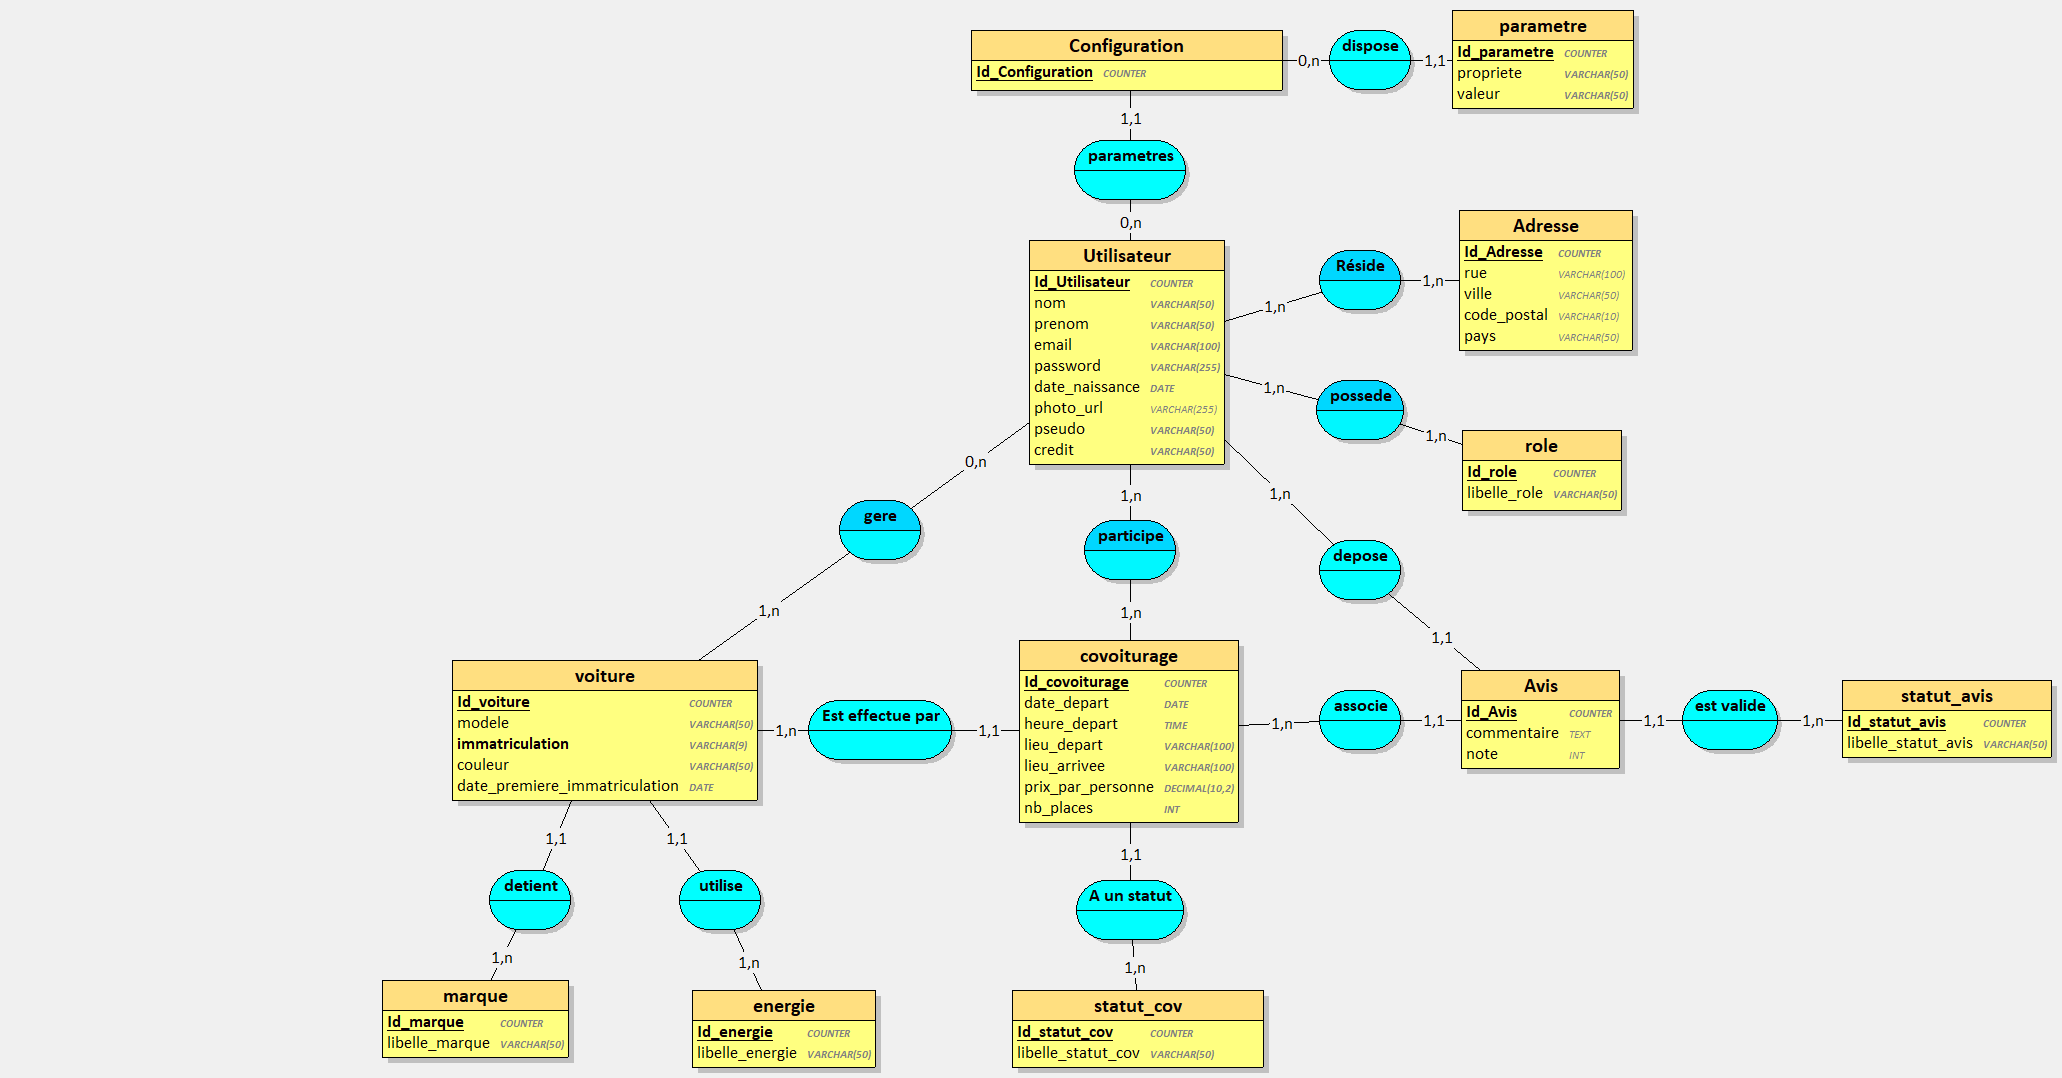 Configuration
Id_Configuration COUNTER
0,n
dispose
1,1
parametre
Id_parametre COUNTER
propriete VARCHAR(50)
valeur VARCHAR(50)
1,1
parametres
0,n
Utilisateur
Id_Utilisateur COUNTER
nom VARCHAR(50)
prenom VARCHAR(50)
email VARCHAR(100)
password VARCHAR(255)
date_naissance DATE
photo_url VARCHAR(255)
pseudo VARCHAR(50)
credit VARCHAR(50)
1,n
Réside
1,n
Adresse
Id_Adresse COUNTER
rue VARCHAR(100)
ville VARCHAR(50)
code_postal VARCHAR(10)
pays VARCHAR(50)
1,n
possede
1,n
role
Id_role COUNTER
libelle_role VARCHAR(50)
0,n
gere
1,n
1,n
participe
1,n
1,n
depose
1,1
voiture
Id_voiture COUNTER
modele VARCHAR(50)
immatriculation VARCHAR(9)
couleur VARCHAR(50)
date_premiere_immatriculation DATE
1,n
Est effectue par
1,1
covoiturage
Id_covoiturage COUNTER
date_depart DATE
heure_depart TIME
lieu_depart VARCHAR(100)
lieu_arrivee VARCHAR(100)
prix_par_personne DECIMAL(10,2)
nb_places INT
1,n
associe
1,1
Avis
Id_Avis COUNTER
commentaire TEXT
note INT
1,1
est valide
1,n
statut_avis
Id_statut_avis COUNTER
libelle_statut_avis VARCHAR(50)
1,1
detient
1,n
1,1
utilise
1,n
1,1
A un statut
1,n
marque
Id_marque COUNTER
libelle_marque VARCHAR(50)
energie
Id_energie COUNTER
libelle_energie VARCHAR(50)
statut_cov
Id_statut_cov COUNTER
libelle_statut_cov VARCHAR(50)